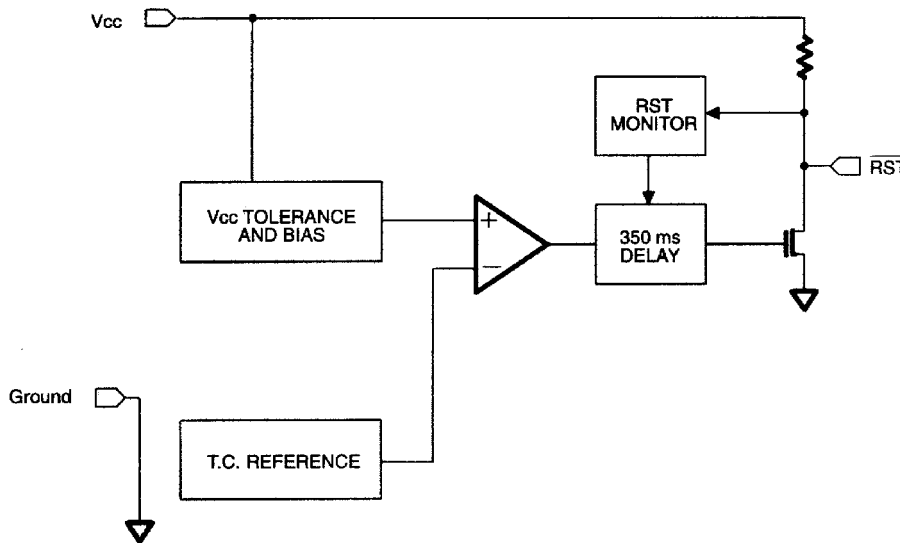 Vcc
RST
MONITOR
RST
Vcc TOLERANCE
AND BIAS
+
−
350 ms
DELAY
Ground
T.C. REFERENCE